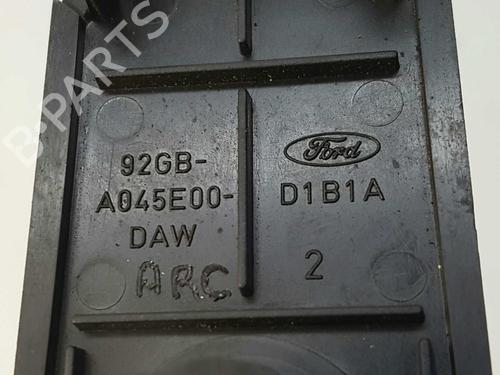 B-PARTS
92GB-
A045E00-
DAW
ARC
Ford
D1B1A
2